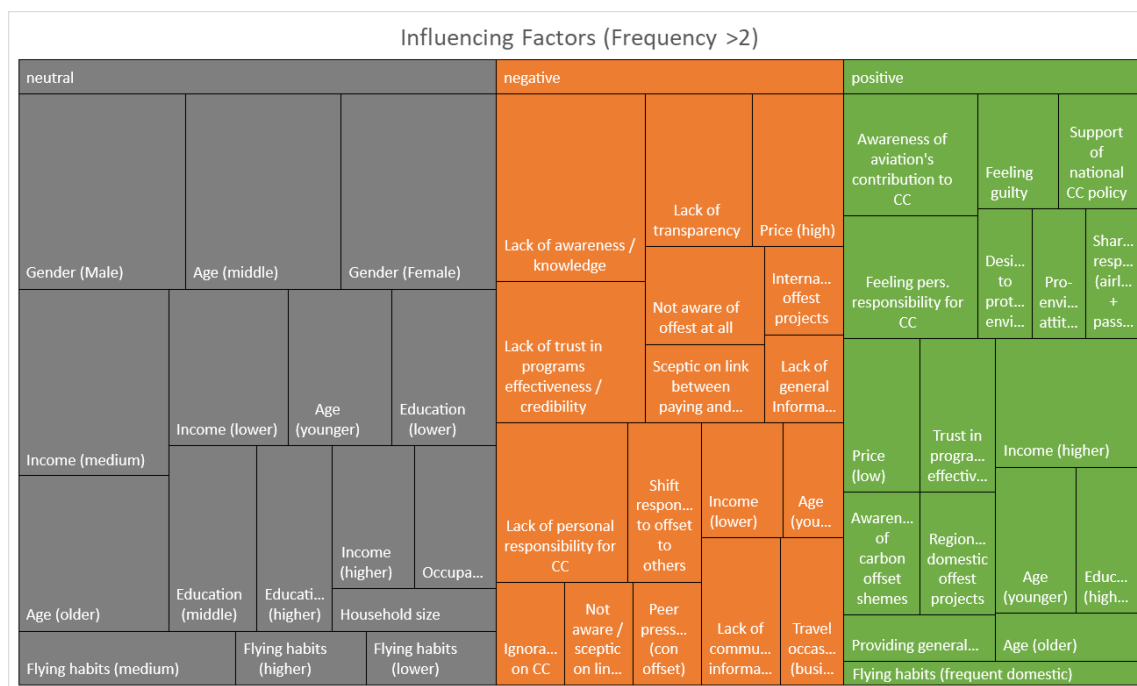 Influencing Factors (Frequency >2)
neutral
Gender (Male)
Age (middle)
Gender (Female)
Income (medium)
Income (lower)
Age
(younger)
Education
(lower)
Age (older)
Education
(middle)
Educati...
(higher)
Income
(higher)
Occupa...
Household size
Flying habits (medium)
Flying habits
(higher)
Flying habits
(lower)
negative
Lack of awareness /
knowledge
Lack of
transparency
Price (high)
Lack of trust in
programs
effectiveness /
credibility
Not aware of
offest at all
Interna...
offest
projects
Sceptic on link
between
paying and...
Lack of
general
Informa...
Lack of personal
responsibility for
CC
Shift
respon...
to offset
to
others
Income
(lower)
Age
(you...
Ignora...
on CC
Not
aware /
sceptic
on lin...
Peer
press...
(con
offset)
Lack of
commu...
informa...
Travel
occas...
(busi...
positive
Awareness of
aviation's
contribution to
CC
Feeling
guilty
Support
of
national
CC policy
Feeling pers.
responsibility for
CC
Desi...
to
prot...
envi...
Pro-
envi...
attit...
Shar...
resp...
(airl...
+
pass...
Price
(low)
Trust in
progra...
effectiv...
Income (higher)
Awaren...
of
carbon
offset
shemes
Region...
domestic
offest
projects
Age
(younger)
Educ...
(high...
Providing general...
Age (older)
Flying habits (frequent domestic)